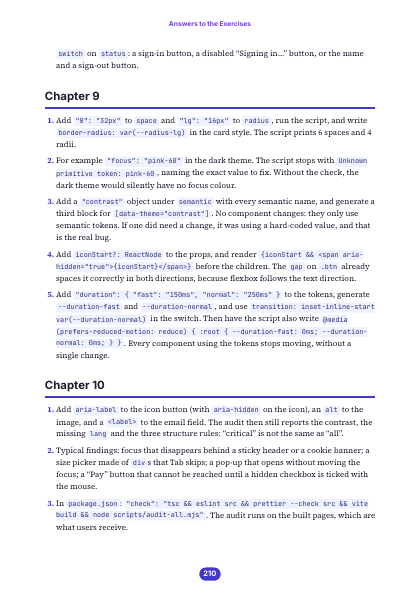 Answers to the Exercises
switch on status: a sign-in button, a disabled “Signing in…” button, or the name
and a sign-out button.
Chapter 9
1. Add "8": "32px" to space and "lg": "16px" to radius, run the script, and write
border-radius: var(--radius-lg) in the card style. The script prints 6 spaces and 4
radii.
2. For example "focus": "pink-60" in the dark theme. The script stops with Unknown
primitive token: pink-60, naming the exact value to fix. Without the check, the
dark theme would silently have no focus colour.
3. Add a "contrast" object under semantic with every semantic name, and generate a
third block for [data-theme="contrast"]. No component changes: they only use
semantic tokens. If one did need a change, it was using a hard-coded value, and that
is the real bug.
4. Add iconStart?: ReactNode to the props, and render {iconStart && <span aria-
hidden="true">{iconStart}</span>} before the children. The gap on .btn already
spaces it correctly in both directions, because flexbox follows the text direction.
5. Add "duration": { "fast": "150ms", "normal": "250ms" } to the tokens, generate
--duration-fast and --duration-normal, and use transition: inset-inline-start
var(--duration-normal) in the switch. Then have the script also write @media
(prefers-reduced-motion: reduce) { :root { --duration-fast: 0ms; --duration-
normal: 0ms; } }. Every component using the tokens stops moving, without a
single change.
Chapter 10
1. Add aria-label to the icon button (with aria-hidden on the icon), an alt to the
image, and a <label> to the email field. The audit then still reports the contrast, the
missing lang and the three structure rules: “critical” is not the same as “all”.
2. Typical findings: focus that disappears behind a sticky header or a cookie banner; a
size picker made of divs that Tab skips; a pop-up that opens without moving the
focus; a “Pay” button that cannot be reached until a hidden checkbox is ticked with
the mouse.
3. In package.json: "check": "tsc && eslint src && prettier --check src && vite
build && node scripts/audit-all.mjs". The audit runs on the built pages, which are
what users receive.
210